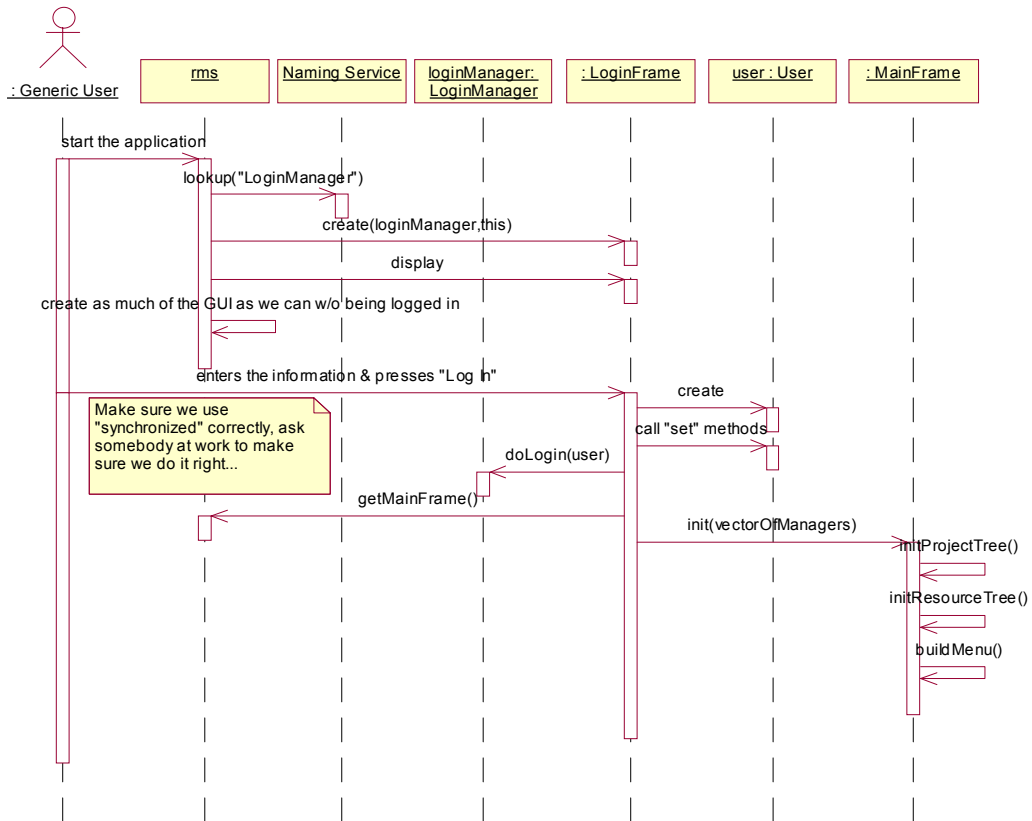 : Generic User
rms
Naming Service
loginManager:
LoginManager
: LoginFrame
user : User
: MainFrame
start the application
lookup("LoginManager")
create(loginManager,this)
display
create as much of the GUI as we can w/o being logged in
enters the information & presses "Log In"
Make sure we use
"synchronized" correctly, ask
somebody at work to make
sure we do it right...
create
call "set" methods
doLogin(user)
getMainFrame()
init(vectorOfManagers)
initProjectTree()
initResourceTree()
buildMenu()